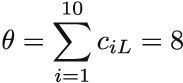 θ = ∑_{i=1}^{10} c_{iL} = 8